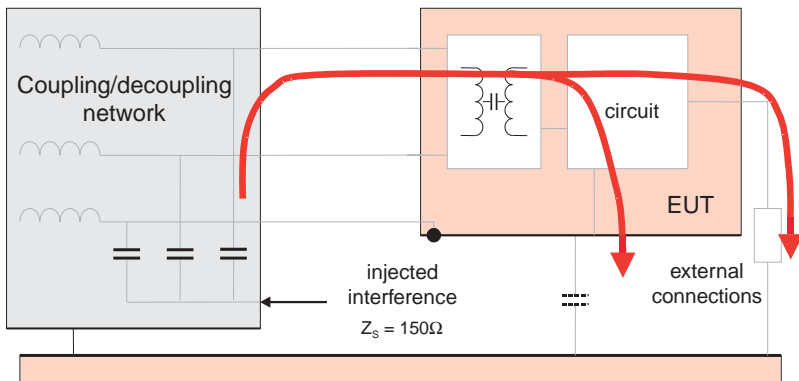 Coupling/decoupling
network
circuit
EUT
injected
interference
Z_S = 150Ω
external
connections